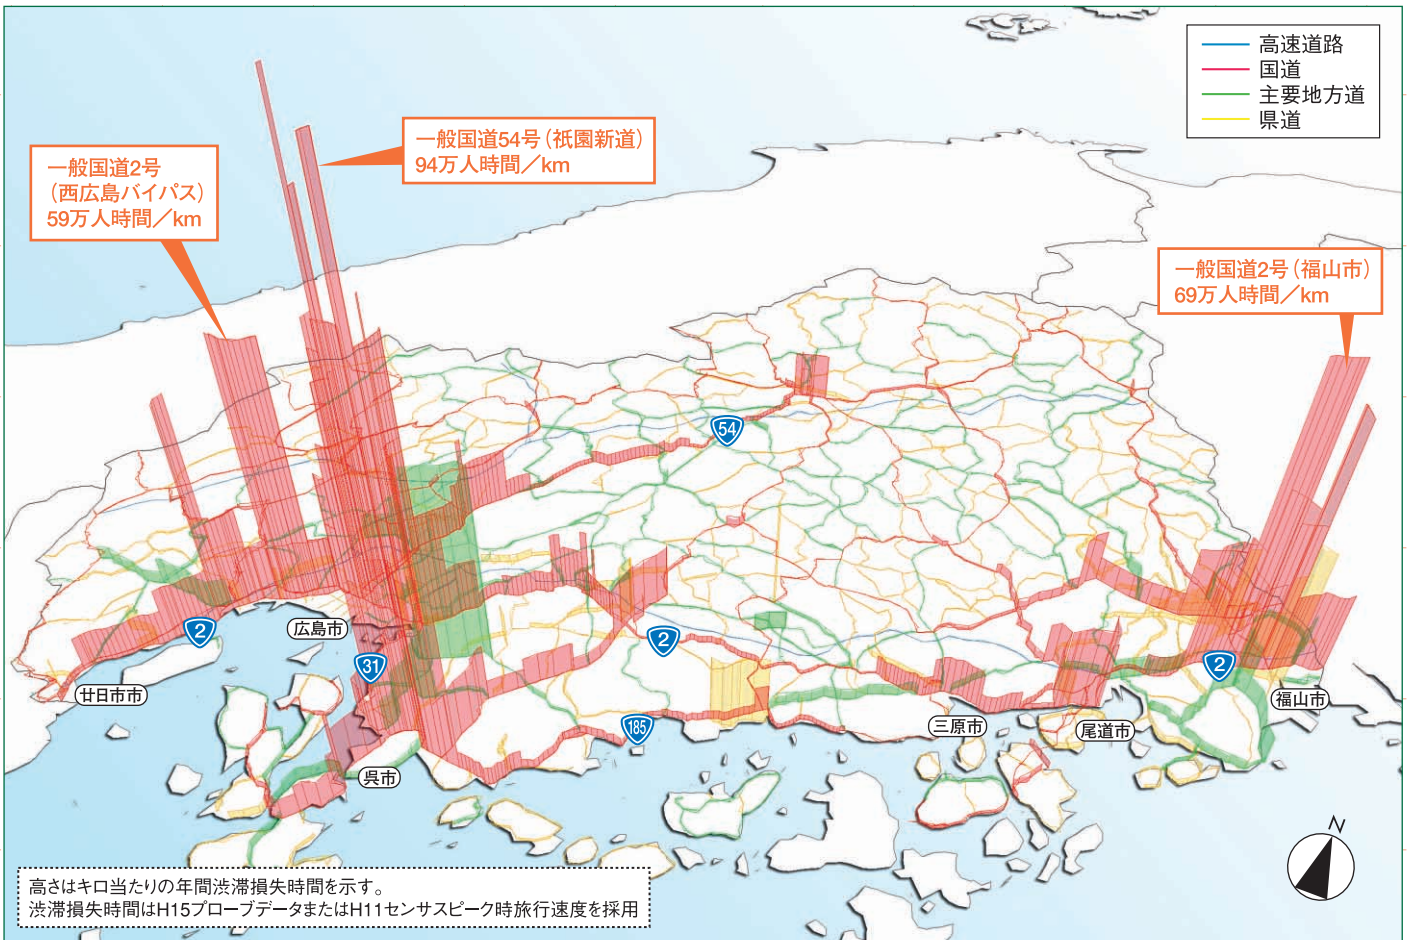 高速道路
国道
主要地方道
県道
一般国道54号（祇園新道）
94万人時間／km
一般国道2号
（西広島バイパス）
59万人時間／km
一般国道2号（福山市）
69万人時間／km
54
2
広島市
31
2
2
廿日市市
福山市
185
三原市
尾道市
呉市
N
高さはキロ当たりの年間渋滞損失時間を示す。
渋滞損失時間はH15プローブデータまたはH11センサスピーク時旅行速度を採用